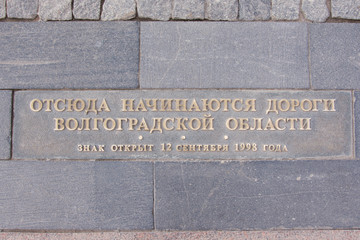 ОТСЮДА НАЧИНАЮТСЯ ДОРОГИ
ВОЛГОГРАДСКОЙ ОБЛАСТИ
ЗНАК ОТКРЫТ 12 СЕНТЯБРЯ 1998 ГОДА